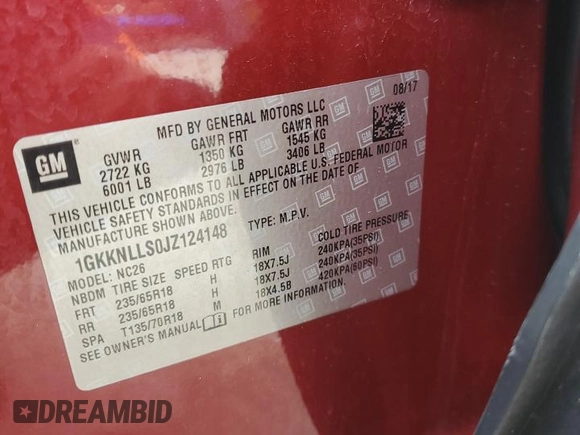 MFD BY GENERAL MOTORS LLC 08/17
GM GVWR GAWR FRT GAWR RR
2722 KG 1350 KG 1545 KG
6001 LB 2976 LB 3406 LB
THIS VEHICLE CONFORMS TO ALL APPLICABLE U.S. FEDERAL MOTOR
VEHICLE SAFETY STANDARDS IN EFFECT ON THE DATE OF
MANUFACTURE SHOWN ABOVE.
1GKKNLLS0JZ124148 TYPE: M.P.V.
MODEL: NC26
NBDM TIRE SIZE SPEED RTG RIM COLD TIRE PRESSURE
FRT 235/65R18 H 18X7.5J 240KPA(35PSI)
RR 235/65R18 H 18X7.5J 240KPA(35PSI)
SPA T135/70R18 M 18X4.5B 420KPA(60PSI)
SEE OWNER'S MANUAL FOR MORE INFORMATION.
DREAMBID